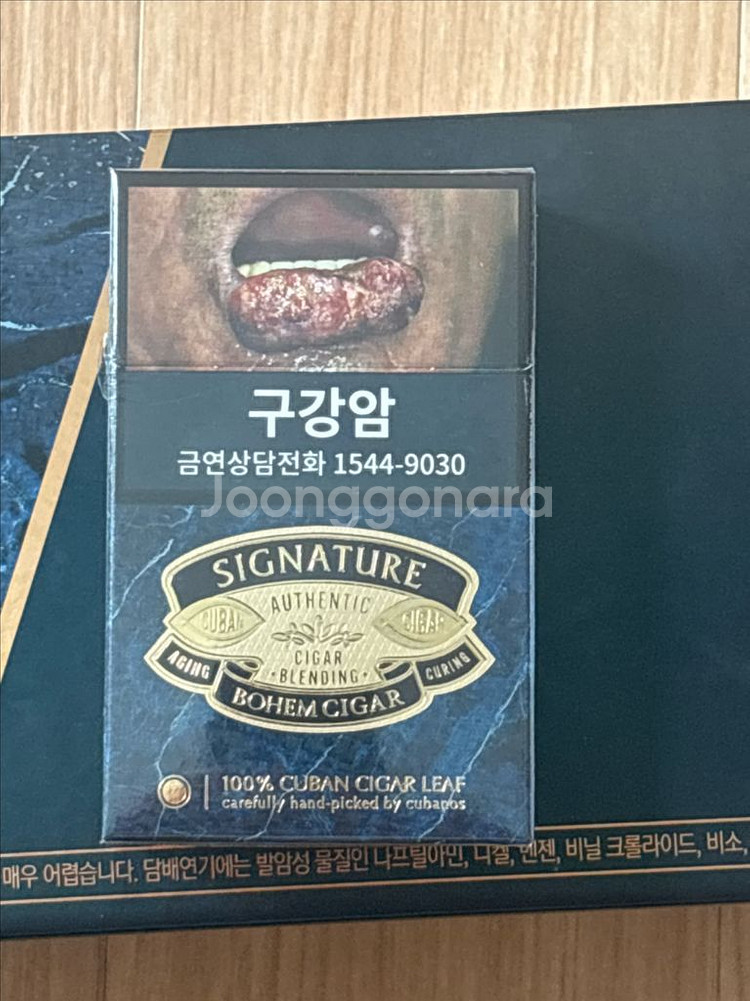 구강암
금연상담전화 1544-9030
Joonggonara
SIGNATURE
AUTHENTIC
CUBAN CIGAR
CIGAR
·BLENDING·
AGING CURING
BOHEM CIGAR
100% CUBAN CIGAR LEAF
carefully hand-picked by cubapos
매우 어렵습니다. 담배연기에는 발암성 물질인 나프틸아민, 니켈, 벤젠, 비닐 크롤라이드, 비소,